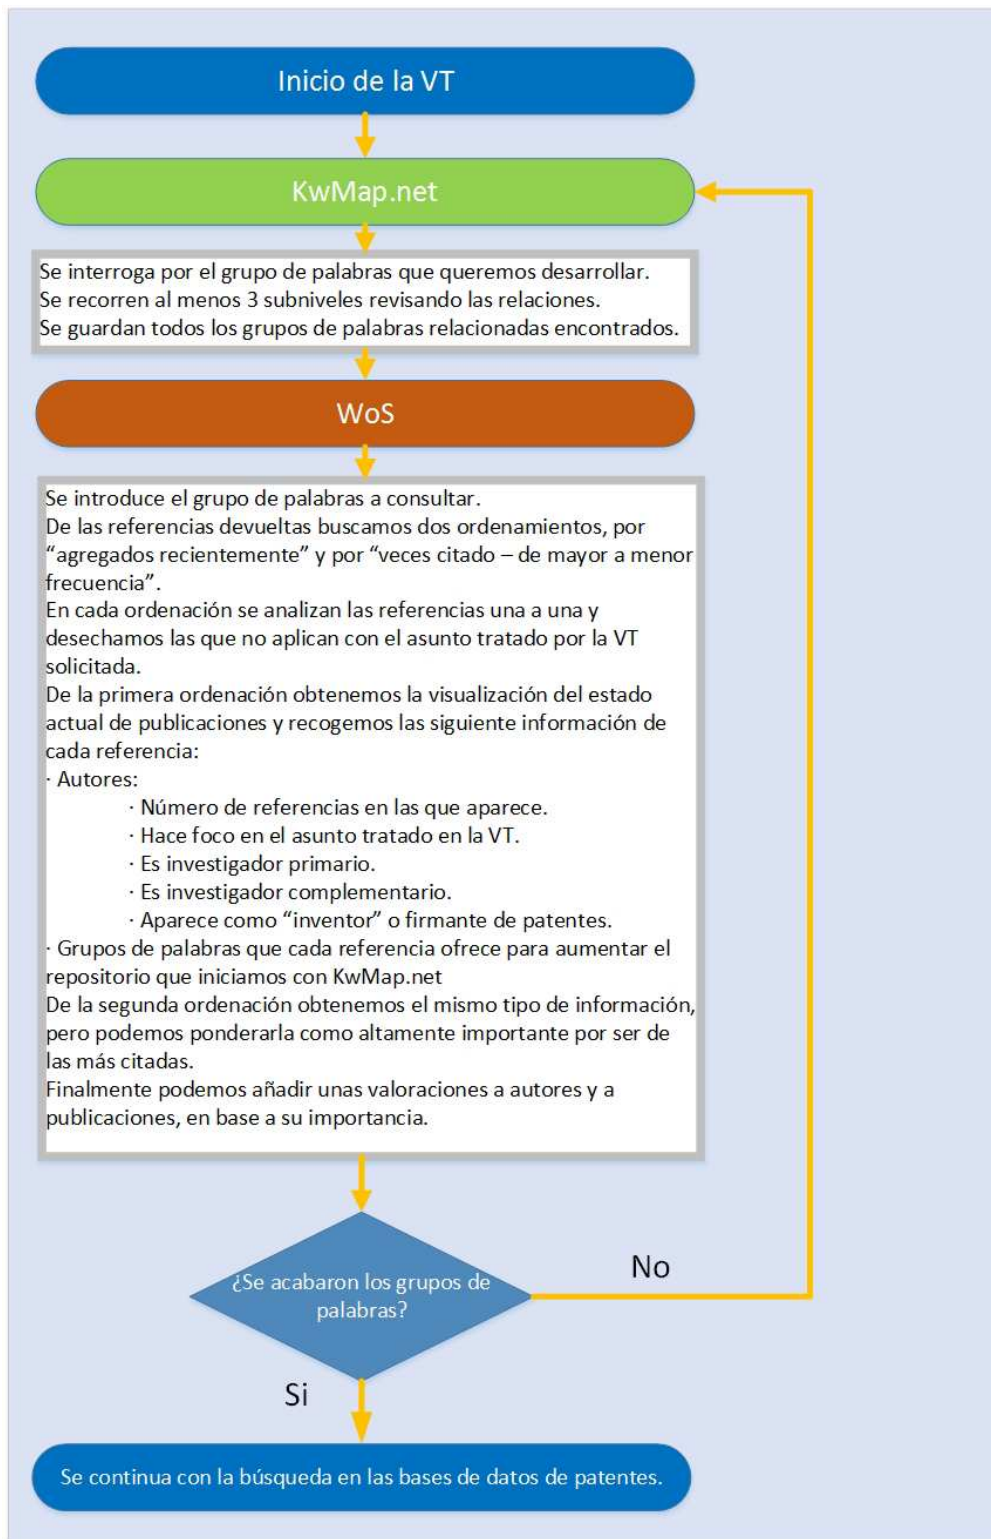 Inicio de la VT
KwMap.net
Se interroga por el grupo de palabras que queremos desarrollar.
Se recorren al menos 3 subniveles revisando las relaciones.
Se guardan todos los grupos de palabras relacionadas encontrados.
WoS
Se introduce el grupo de palabras a consultar.
De las referencias devueltas buscamos dos ordenamientos, por
“agregados recientemente” y por “veces citado – de mayor a menor
frecuencia”.
En cada ordenación se analizan las referencias una a una y
desechamos las que no aplican con el asunto tratado por la VT
solicitada.
De la primera ordenación obtenemos la visualización del estado
actual de publicaciones y recogemos las siguiente información de
cada referencia:
· Autores:
· Número de referencias en las que aparece.
· Hace foco en el asunto tratado en la VT.
· Es investigador primario.
· Es investigador complementario.
· Aparece como “inventor” o firmante de patentes.
· Grupos de palabras que cada referencia ofrece para aumentar el
repositorio que iniciamos con KwMap.net
De la segunda ordenación obtenemos el mismo tipo de información,
pero podemos ponderarla como altamente importante por ser de
las más citadas.
Finalmente podemos añadir unas valoraciones a autores y a
publicaciones, en base a su importancia.
¿Se acabaron los grupos de
palabras?
No
Si
Se continua con la búsqueda en las bases de datos de patentes.